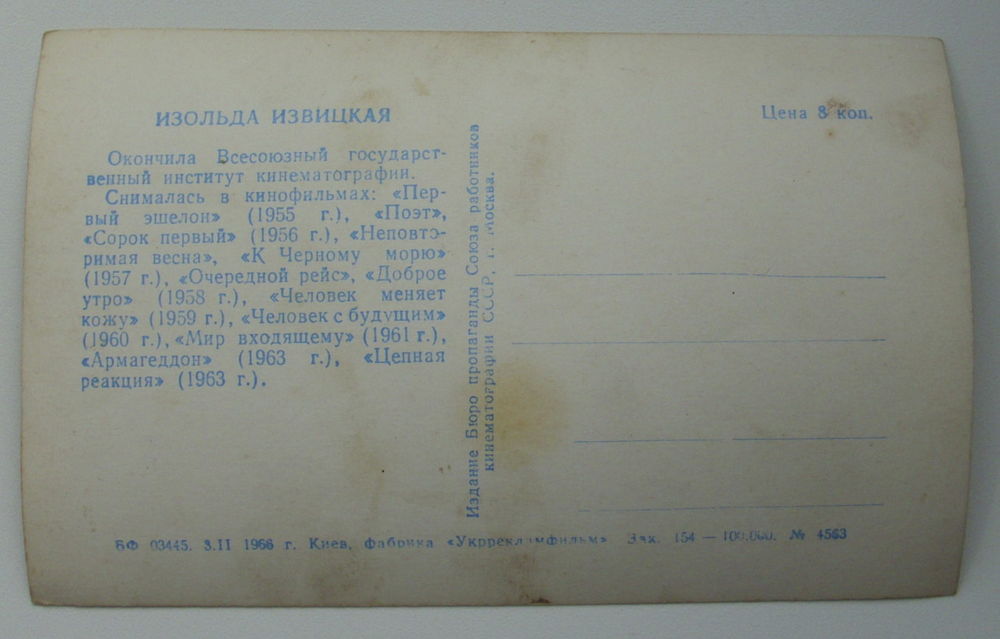 ИЗОЛЬДА ИЗВИЦКАЯ
Окончила Всесоюзный государст-
венный институт кинематографии.
Снималась в кинофильмах: «Пер-
вый эшелон» (1955 г.), «Поэт»,
«Сорок первый» (1956 г.), «Неповто-
римая весна», «К Черному морю»
(1957 г.), «Очередной рейс», «Доброе
утро» (1958 г.), «Человек меняет
кожу» (1959 г.), «Человек с будущим»
(1960 г.), «Мир входящему» (1961 г.),
«Армагеддон» (1963 г.), «Цепная
реакция» (1963 г.).
Издание Бюро пропаганды Союза работников
кинематографии СССР, г. Москва.
Цена 8 коп.
БФ 03445. 3.II 1966 г. Киев, Фабрика «Укррекламфильм» Зак. 154 — 100.000. № 4563